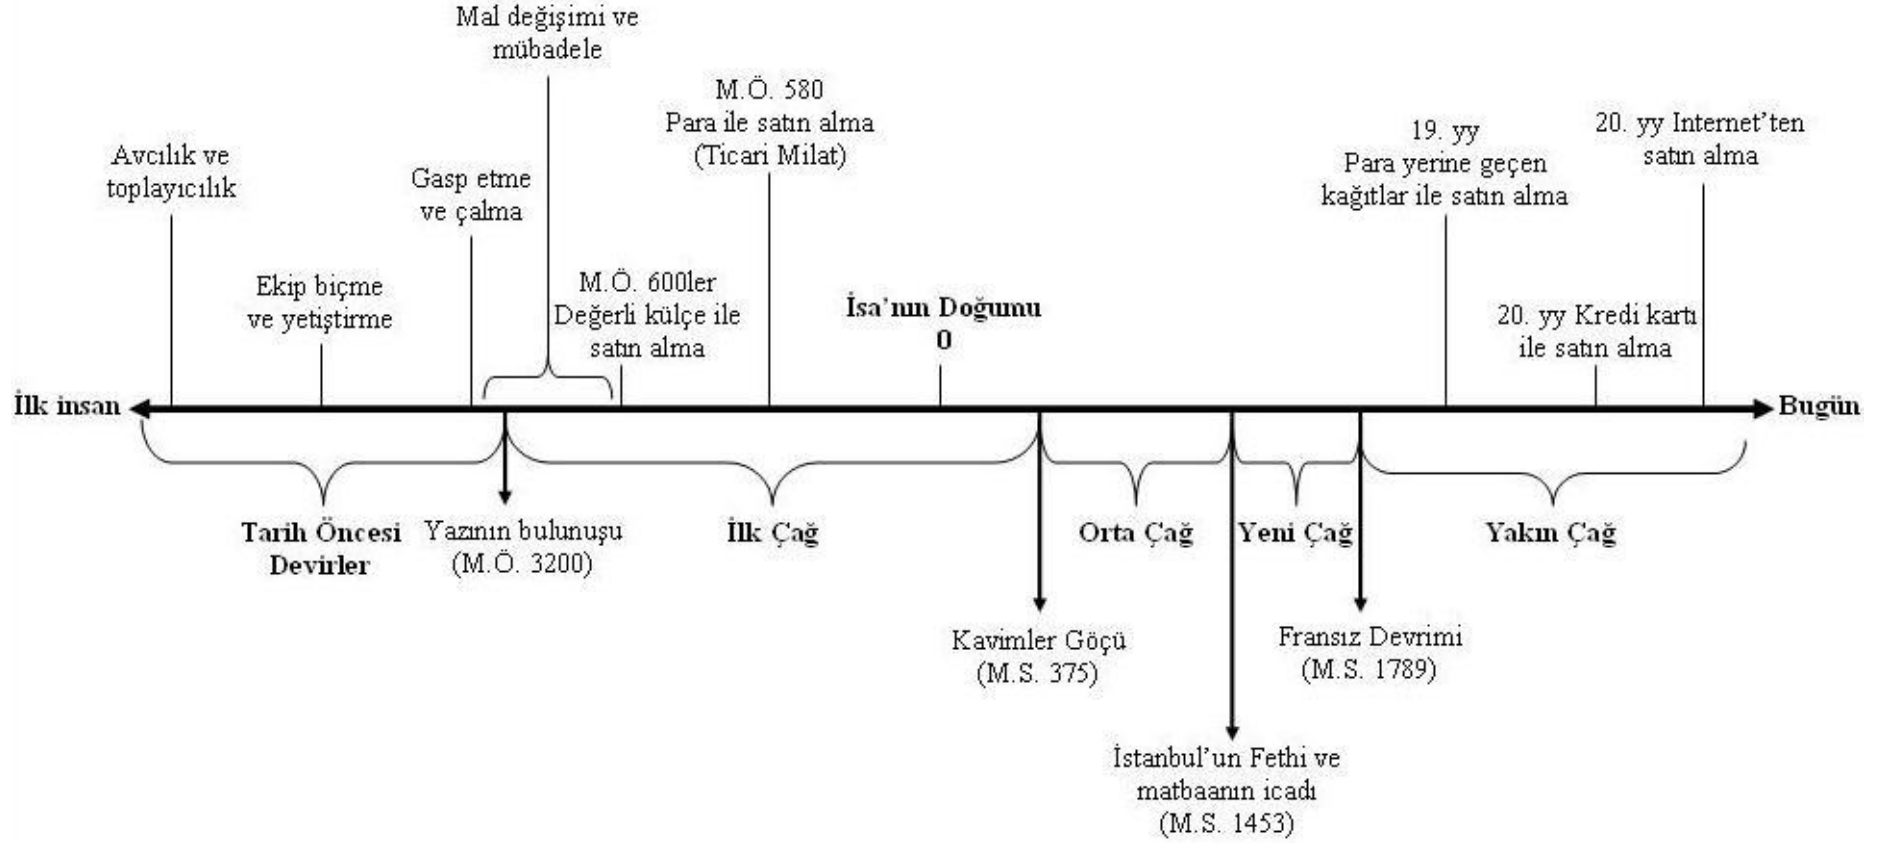 Mal değişimi ve
mübadele
M.Ö. 580
Para ile satın alma
(Ticari Milat)
Avcılık ve
toplayıcılık
Gasp etme
ve çalma
19. yy
Para yerine geçen
kağıtlar ile satın alma
20. yy Internet'ten
satın alma
Ekip biçme
ve yetiştirme
M.Ö. 600ler
Değerli külçe ile
satın alma
İsa'nın Doğumu
0
20. yy Kredi kartı
ile satın alma
İlk insan
Bugün
Tarih Öncesi
Devirler
Yazının bulunuşu
(M.Ö. 3200)
İlk Çağ
Orta Çağ
Yeni Çağ
Yakın Çağ
Kavimler Göçü
(M.S. 375)
Fransız Devrimi
(M.S. 1789)
İstanbul'un Fethi ve
matbaanın icadı
(M.S. 1453)